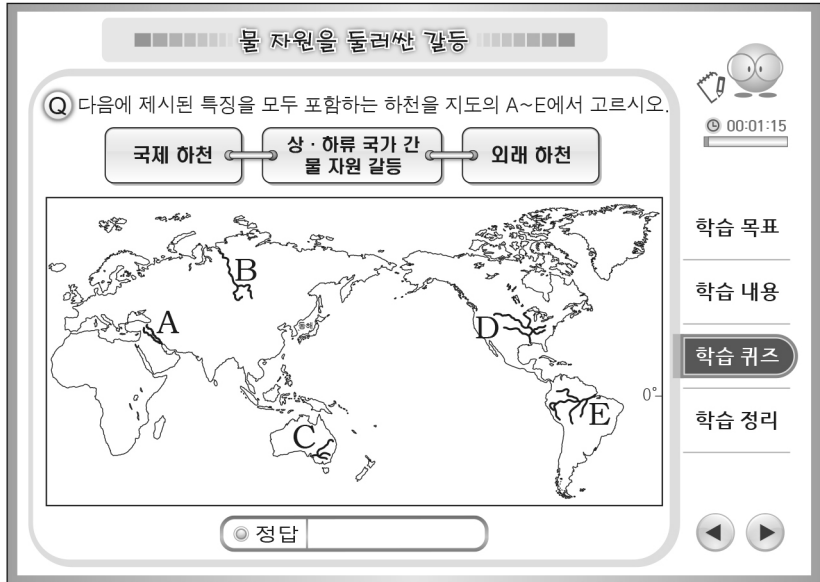 물 자원을 둘러싼 갈등
Q 다음에 제시된 특징을 모두 포함하는 하천을 지도의 A~E에서 고르시오.
국제 하천
상·하류 국가 간
물 자원 갈등
외래 하천
00:01:15
B
A
동해
D
C
E
0°
학습 목표
학습 내용
학습 퀴즈
학습 정리
정답